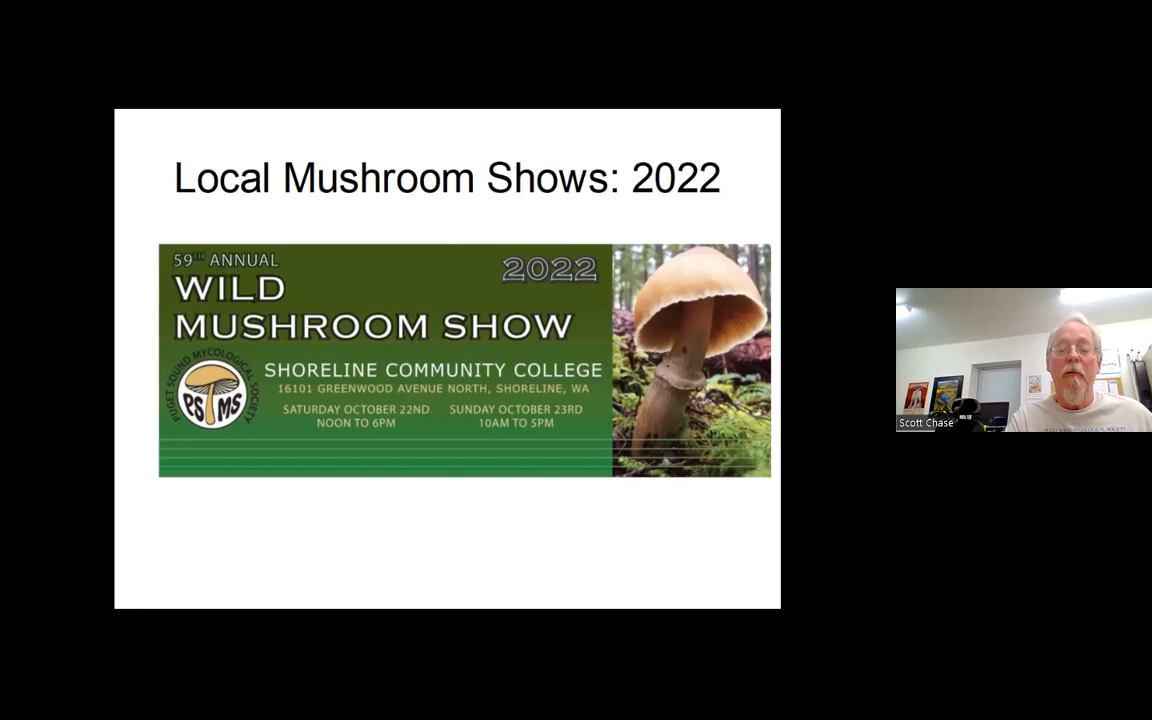 Local Mushroom Shows: 2022
59TH ANNUAL
2022
WILD
MUSHROOM SHOW
PUGET SOUND MYCOLOGICAL SOCIETY
PSMS
SHORELINE COMMUNITY COLLEGE
16101 GREENWOOD AVENUE NORTH, SHORELINE, WA
SATURDAY OCTOBER 22ND
NOON TO 6PM
SUNDAY OCTOBER 23RD
10AM TO 5PM
Scott Chase